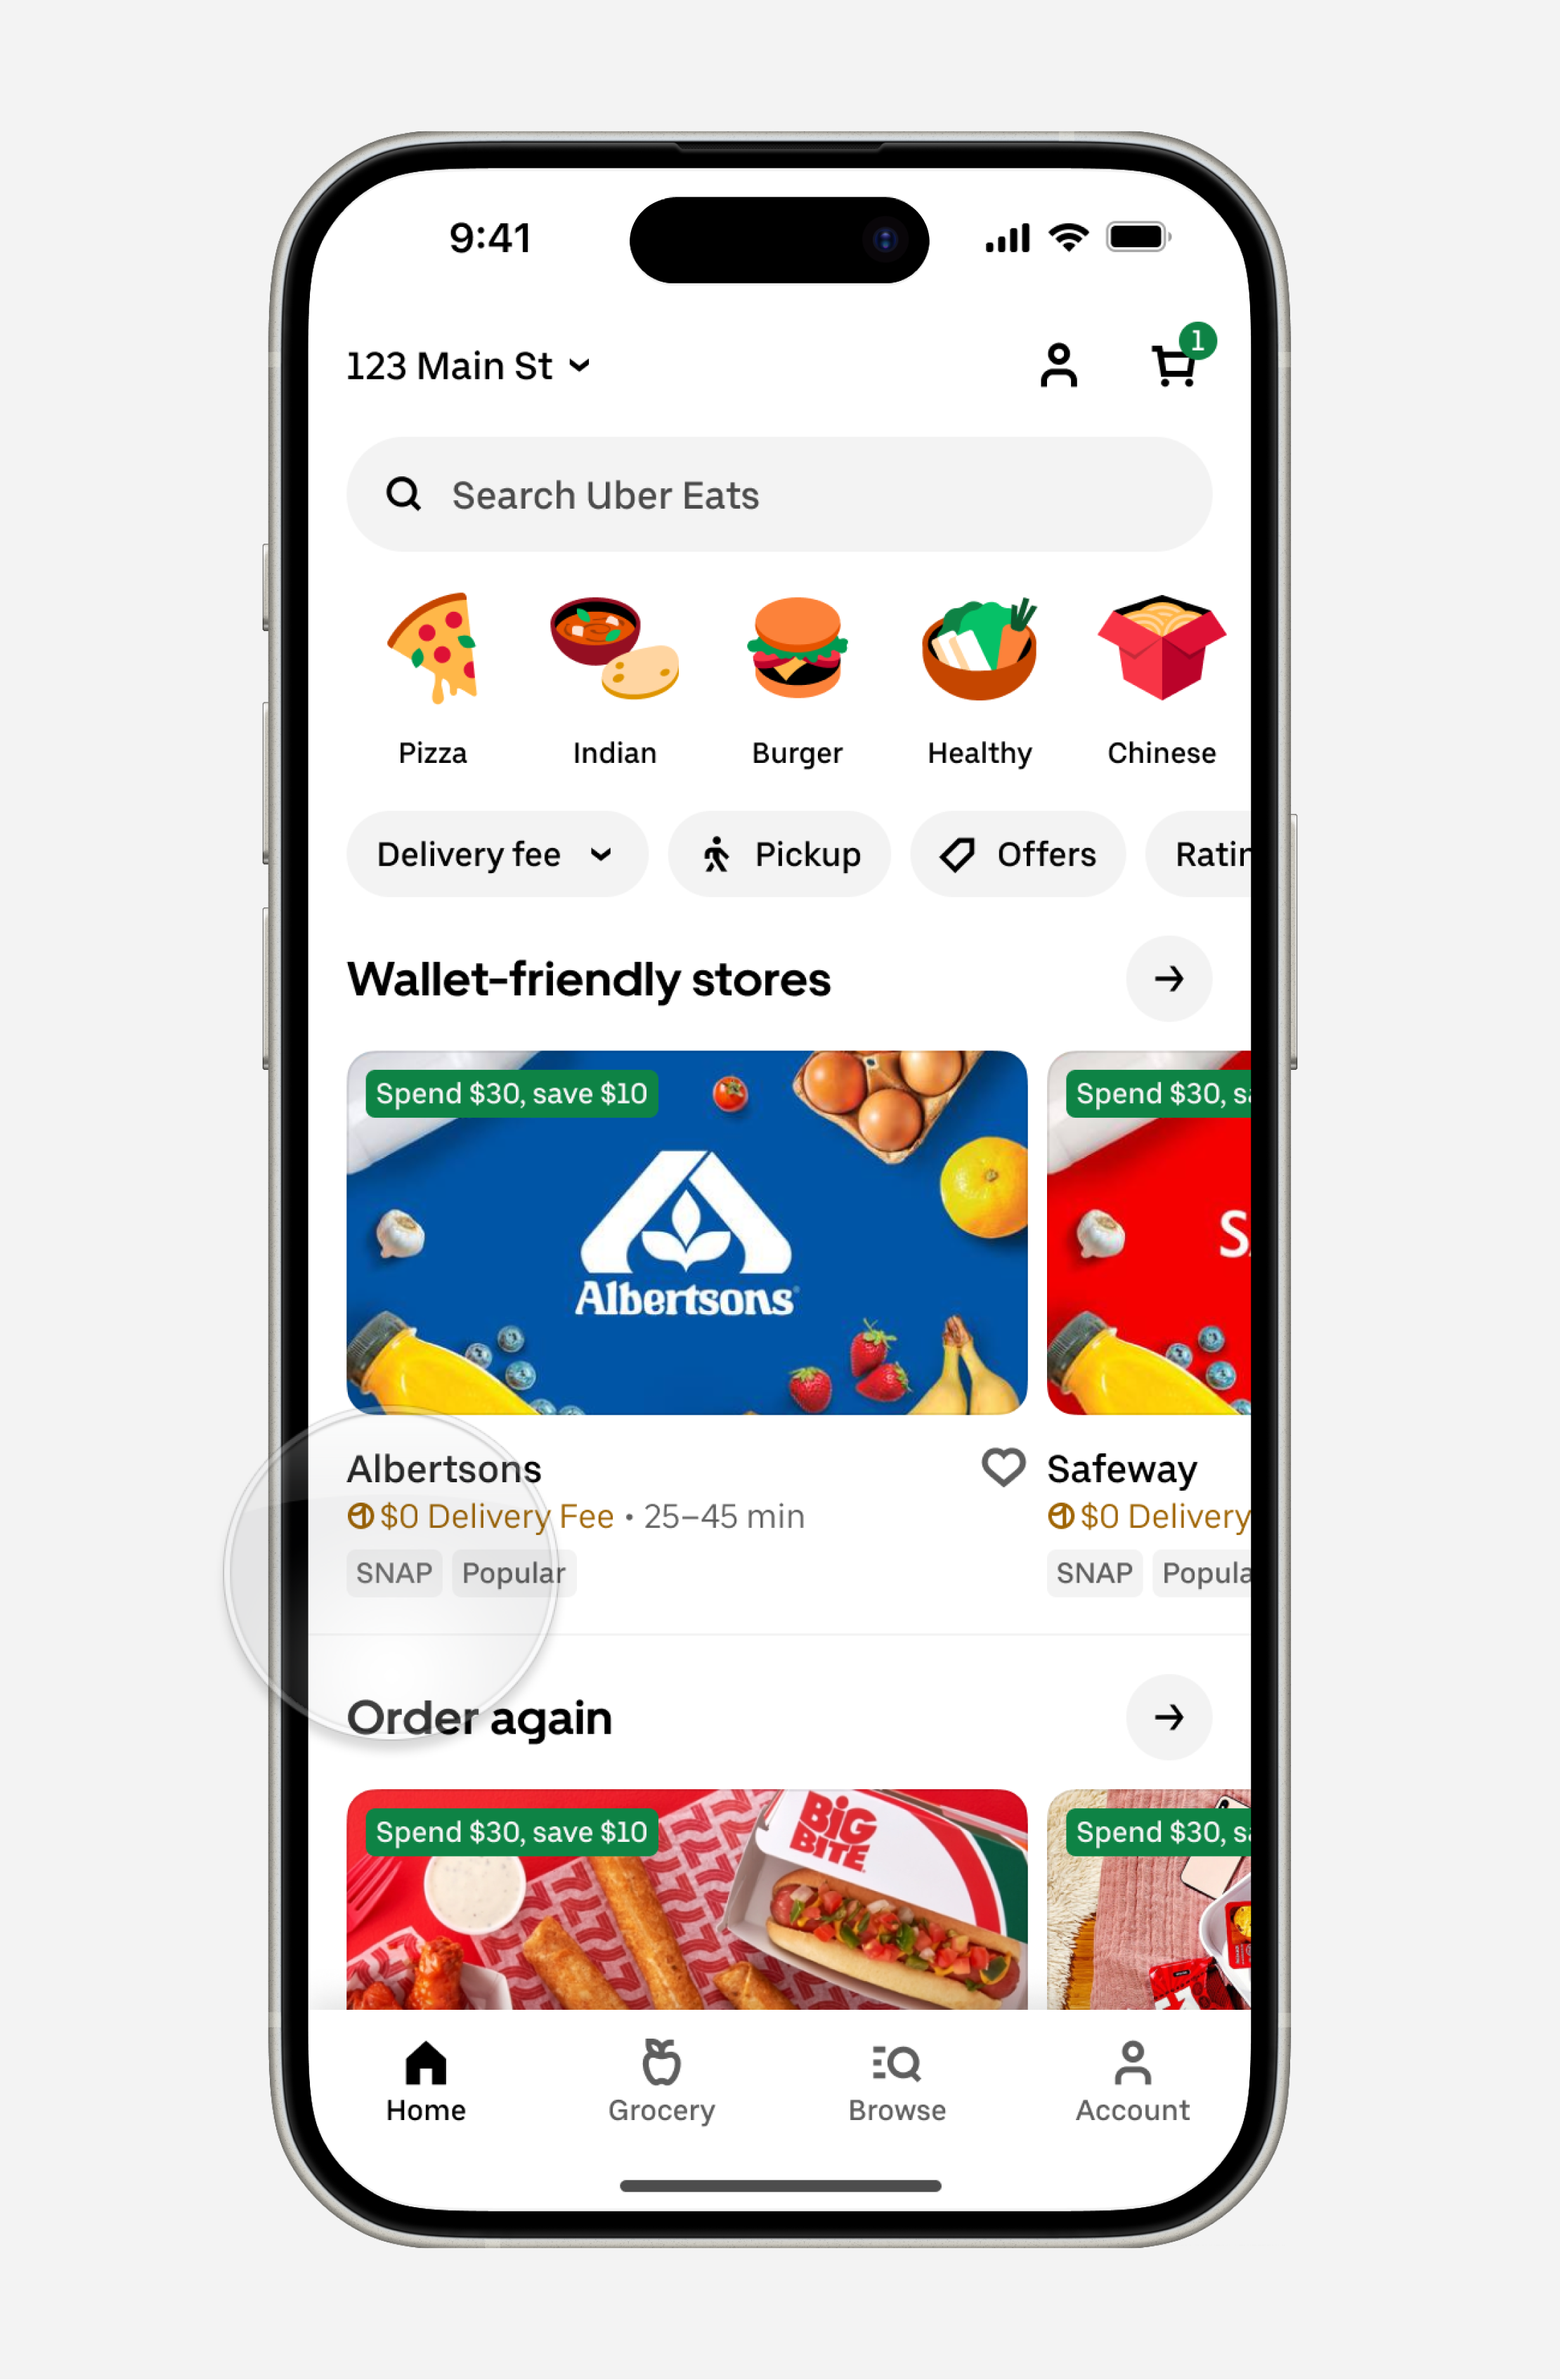 9:41
123 Main St
1
Search Uber Eats
Pizza Indian Burger Healthy Chinese
Delivery fee Pickup Offers Ratin
Wallet-friendly stores
Spend $30, save $10 Spend $30, sa
Albertsons
S
Albertsons Safeway
$0 Delivery Fee • 25–45 min $0 Delivery
SNAP Popular SNAP Popula
Order again
Spend $30, save $10 Spend $30, sa
BIG
BITE
Home Grocery Browse Account